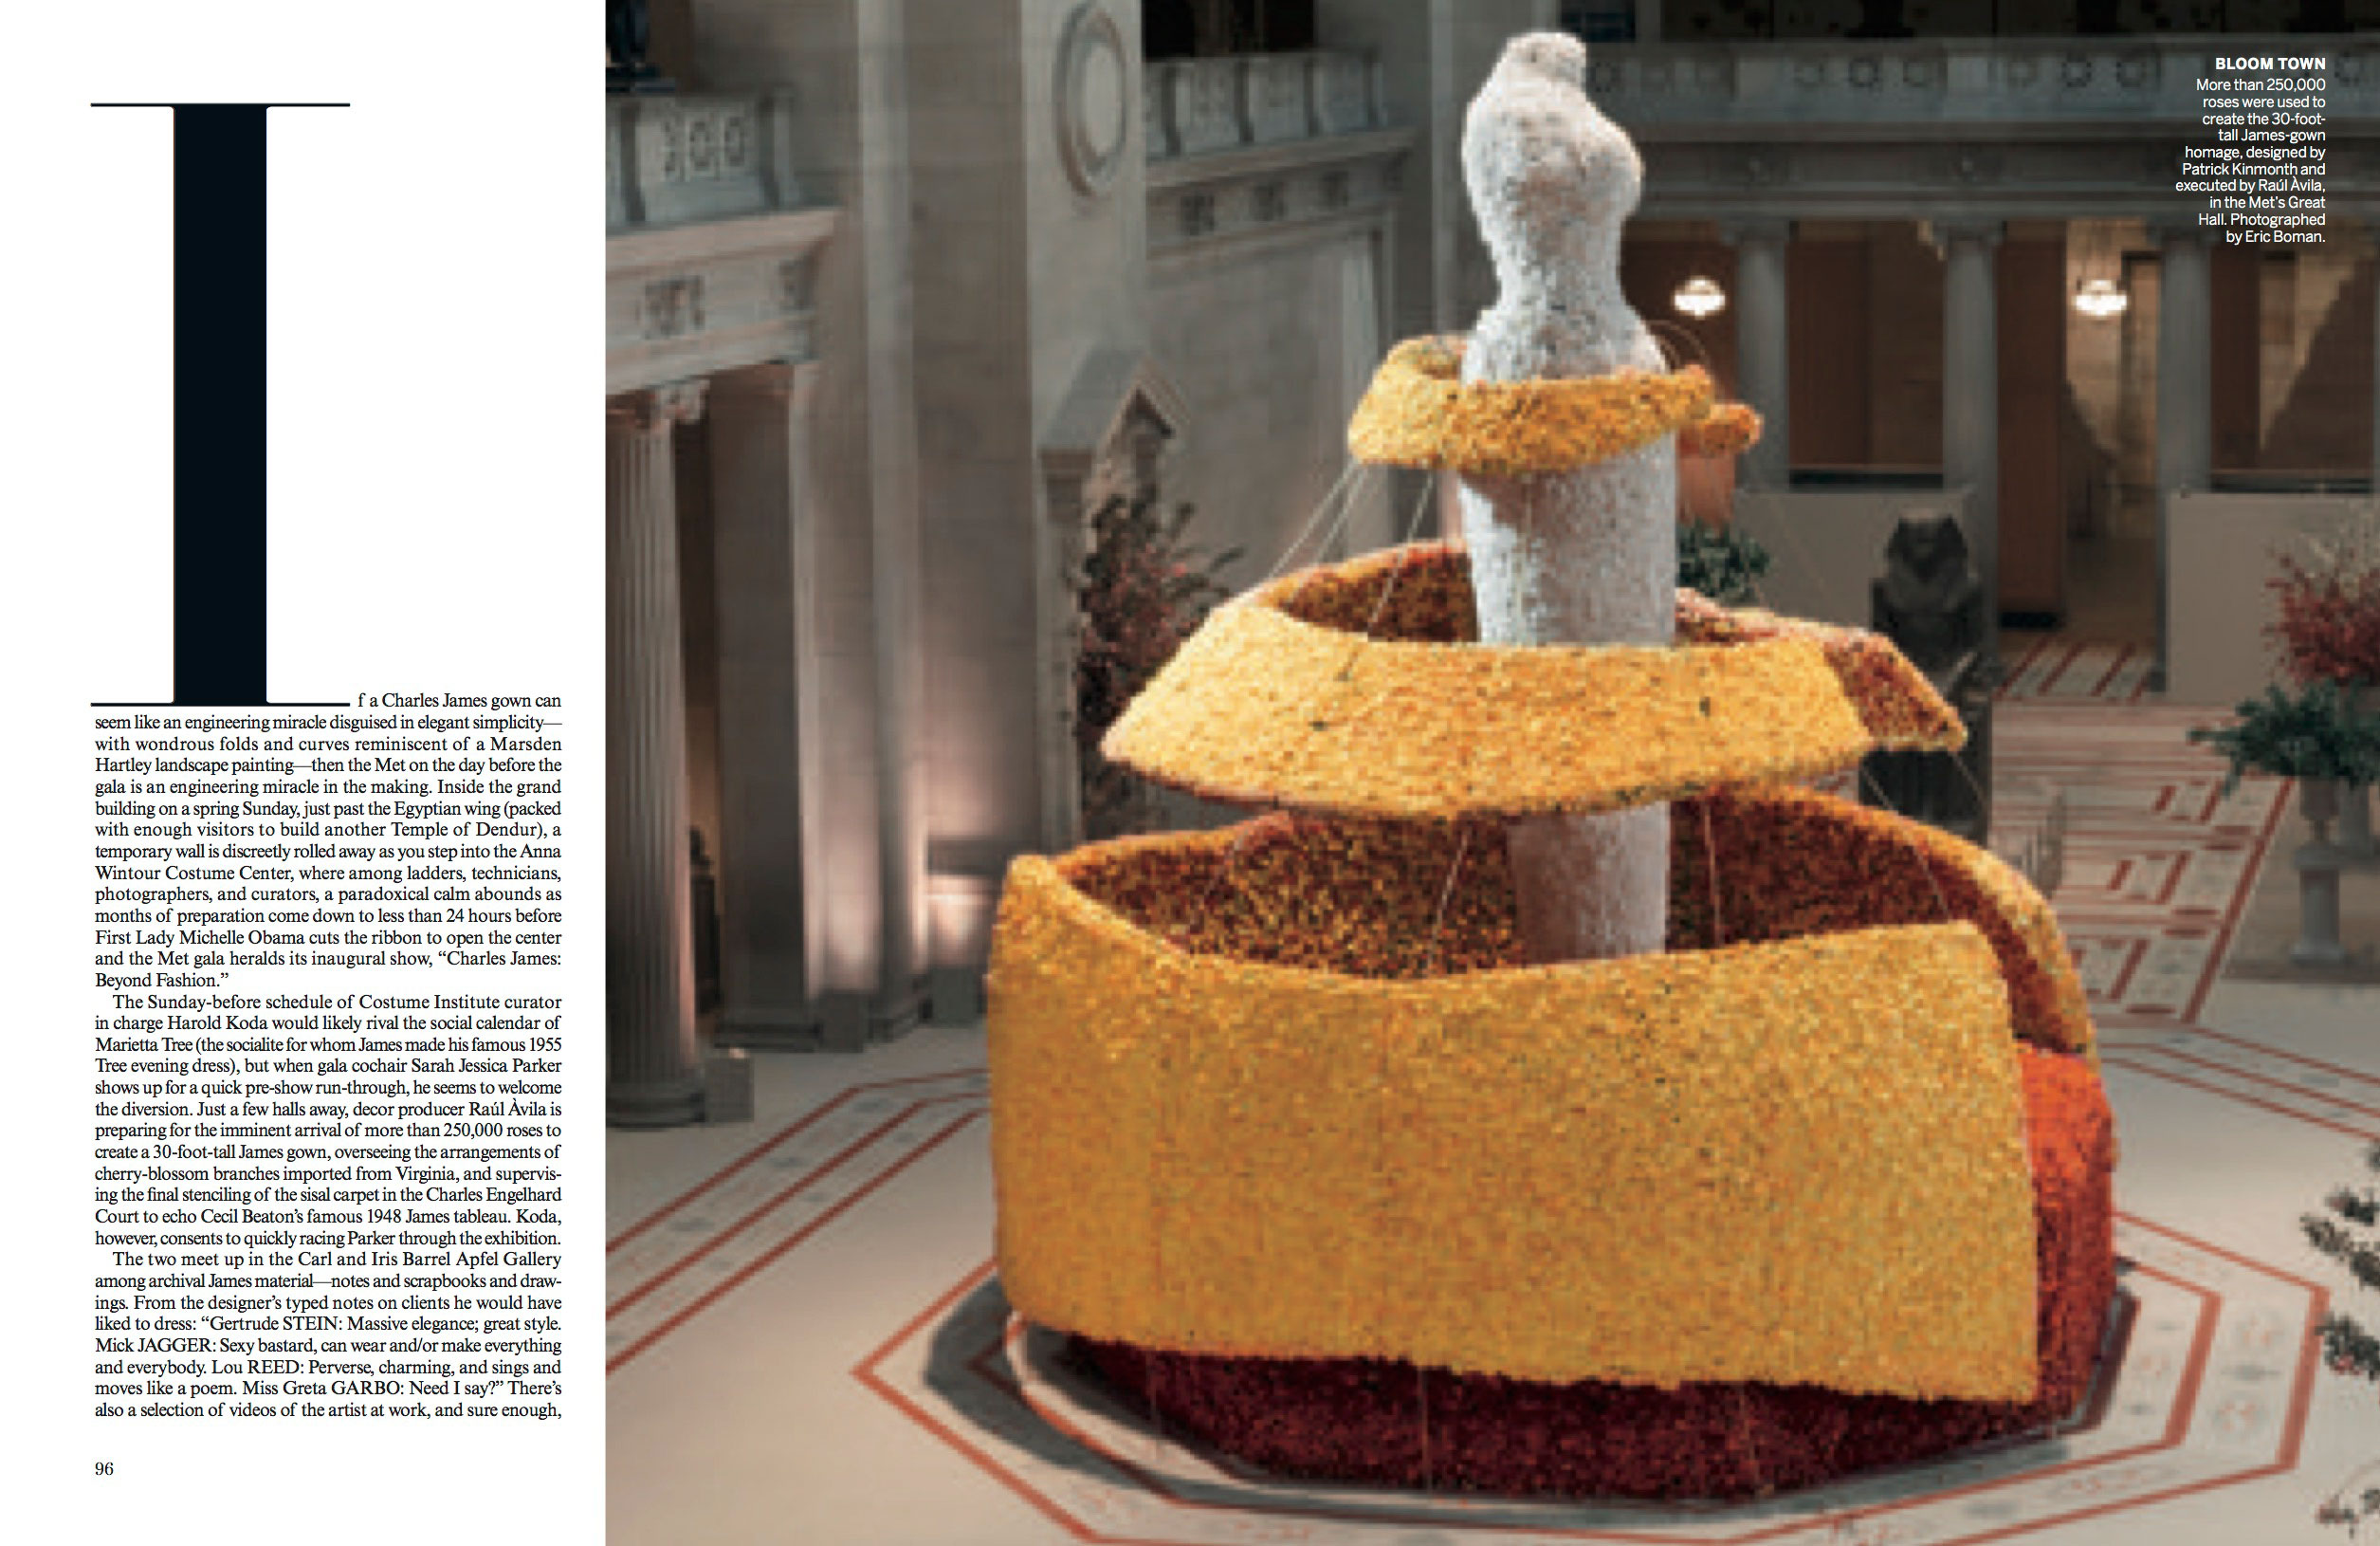 If a Charles James gown can
seem like an engineering miracle disguised in elegant simplicity—
with wondrous folds and curves reminiscent of a Marsden
Hartley landscape painting—then the Met on the day before the
gala is an engineering miracle in the making. Inside the grand
building on a spring Sunday, just past the Egyptian wing (packed
with enough visitors to build another Temple of Dendur), a
temporary wall is discreetly rolled away as you step into the Anna
Wintour Costume Center, where among ladders, technicians,
photographers, and curators, a paradoxical calm abounds as
months of preparation come down to less than 24 hours before
First Lady Michelle Obama cuts the ribbon to open the center
and the Met gala heralds its inaugural show, “Charles James:
Beyond Fashion.”
The Sunday-before schedule of Costume Institute curator
in charge Harold Koda would likely rival the social calendar of
Marietta Tree (the socialite for whom James made his famous 1955
Tree evening dress), but when gala cochair Sarah Jessica Parker
shows up for a quick pre-show run-through, he seems to welcome
the diversion. Just a few halls away, decor producer Raúl Àvila is
preparing for the imminent arrival of more than 250,000 roses to
create a 30-foot-tall James gown, overseeing the arrangements of
cherry-blossom branches imported from Virginia, and supervis-
ing the final stenciling of the sisal carpet in the Charles Engelhard
Court to echo Cecil Beaton’s famous 1948 James tableau. Koda,
however, consents to quickly racing Parker through the exhibition.
The two meet up in the Carl and Iris Barrel Apfel Gallery
among archival James material—notes and scrapbooks and draw-
ings. From the designer’s typed notes on clients he would have
liked to dress: “Gertrude STEIN: Massive elegance; great style.
Mick JAGGER: Sexy bastard, can wear and/or make everything
and everybody. Lou REED: Perverse, charming, and sings and
moves like a poem. Miss Greta GARBO: Need I say?” There’s
also a selection of videos of the artist at work, and sure enough,
96
BLOOM TOWN
More than 250,000
roses were used to
create the 30-foot-
tall James-gown
homage, designed by
Patrick Kinmonth and
executed by Raúl Àvila,
in the Met’s Great
Hall. Photographed
by Eric Boman.